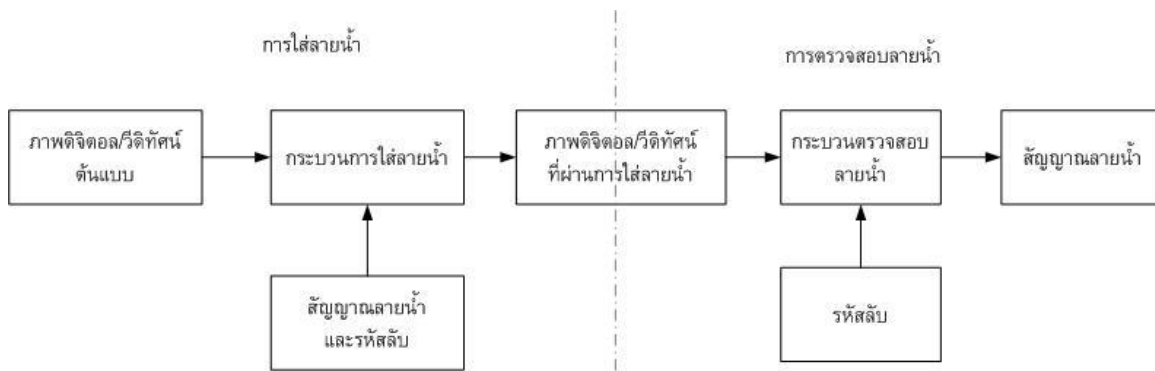 การใส่ลายน้ำ
การตรวจสอบลายน้ำ
ภาพดิจิตอล/วีดิทัศน์
ต้นแบบ
กระบวนการใส่ลายน้ำ
ภาพดิจิตอล/วีดิทัศน์
ที่ผ่านการใส่ลายน้ำ
กระบวนตรวจสอบ
ลายน้ำ
สัญญาณลายน้ำ
สัญญาณลายน้ำ
และรหัสลับ
รหัสลับ